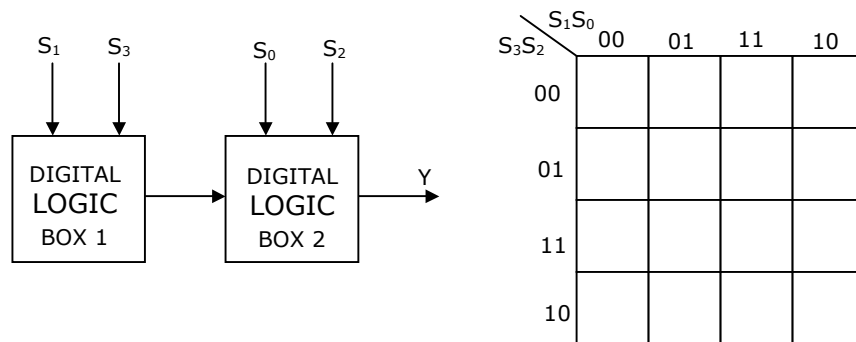 S₁ S₃ S₀ S₂
DIGITAL
LOGIC
BOX 1
DIGITAL
LOGIC
BOX 2
Y
S₁S₀
S₃S₂
00 01 11 10
00
01
11
10